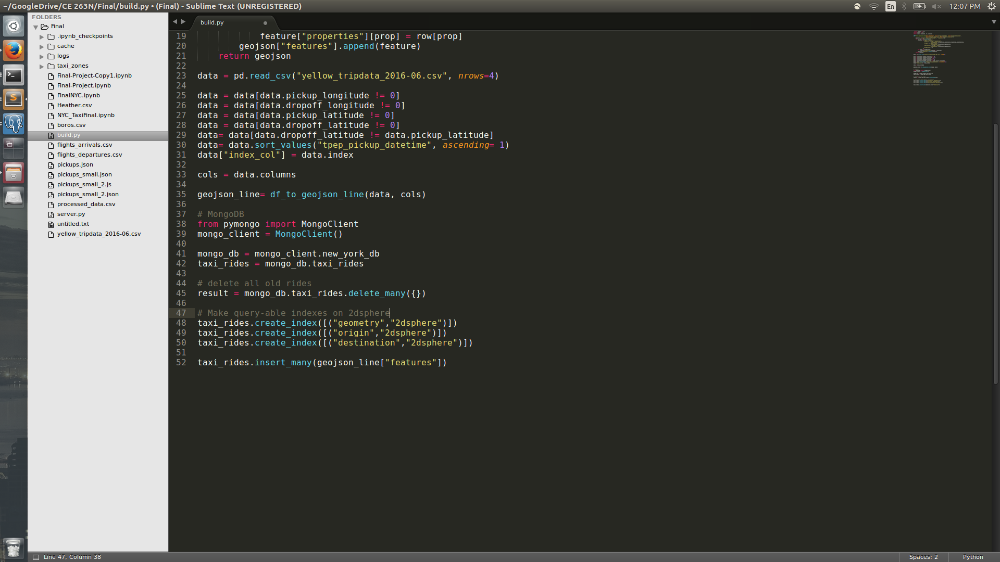 ~/GoogleDrive/CE 263N/Final/build.py • (Final) - Sublime Text (UNREGISTERED)
En
12:07 PM
FOLDERS
Final
.ipynb_checkpoints
cache
logs
taxi_zones
Final-Project-Copy1.ipynb
Final-Project.ipynb
FinalNYC.ipynb
Heather.csv
NYC_TaxiFinal.ipynb
boros.csv
build.py
flights_arrivals.csv
flights_departures.csv
pickups.json
pickups_small.json
pickups_small_2.js
pickups_small_2.json
processed_data.csv
server.py
untitled.txt
yellow_tripdata_2016-06.csv
build.py
19 feature["properties"][prop] = row[prop]
20 geojson["features"].append(feature)
21 return geojson
22
23 data = pd.read_csv("yellow_tripdata_2016-06.csv", nrows=4)
24
25 data = data[data.pickup_longitude != 0]
26 data = data[data.dropoff_longitude != 0]
27 data = data[data.pickup_latitude != 0]
28 data = data[data.dropoff_latitude != 0]
29 data= data[data.dropoff_latitude != data.pickup_latitude]
30 data= data.sort_values("tpep_pickup_datetime", ascending= 1)
31 data["index_col"] = data.index
32
33 cols = data.columns
34
35 geojson_line= df_to_geojson_line(data, cols)
36
37 # MongoDB
38 from pymongo import MongoClient
39 mongo_client = MongoClient()
40
41 mongo_db = mongo_client.new_york_db
42 taxi_rides = mongo_db.taxi_rides
43
44 # delete all old rides
45 result = mongo_db.taxi_rides.delete_many({})
46
47 # Make query-able indexes on 2dsphere
48 taxi_rides.create_index([("geometry","2dsphere")])
49 taxi_rides.create_index([("origin","2dsphere")])
50 taxi_rides.create_index([("destination","2dsphere")])
51
52 taxi_rides.insert_many(geojson_line["features"])
Line 47, Column 38
Spaces: 2
Python